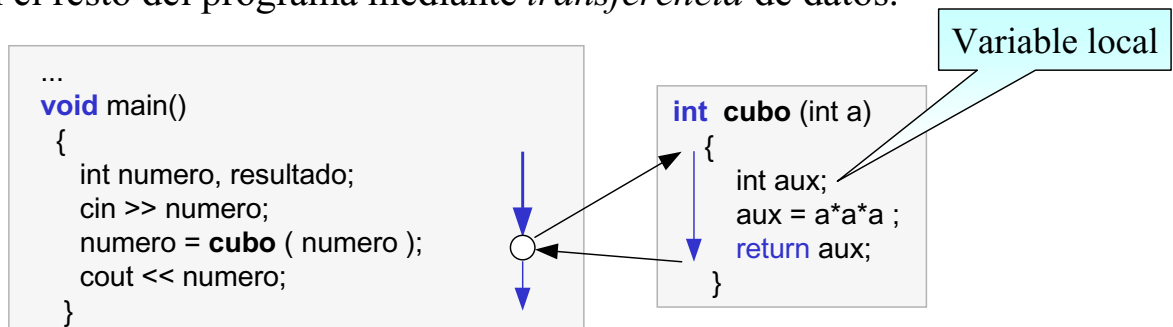 el resto del programa mediante transferencia de datos.
Variable local
...
void main()
{
int numero, resultado;
cin >> numero;
numero = cubo ( numero );
cout << numero;
}
int cubo (int a)
{
int aux;
aux = a*a*a ;
return aux;
}